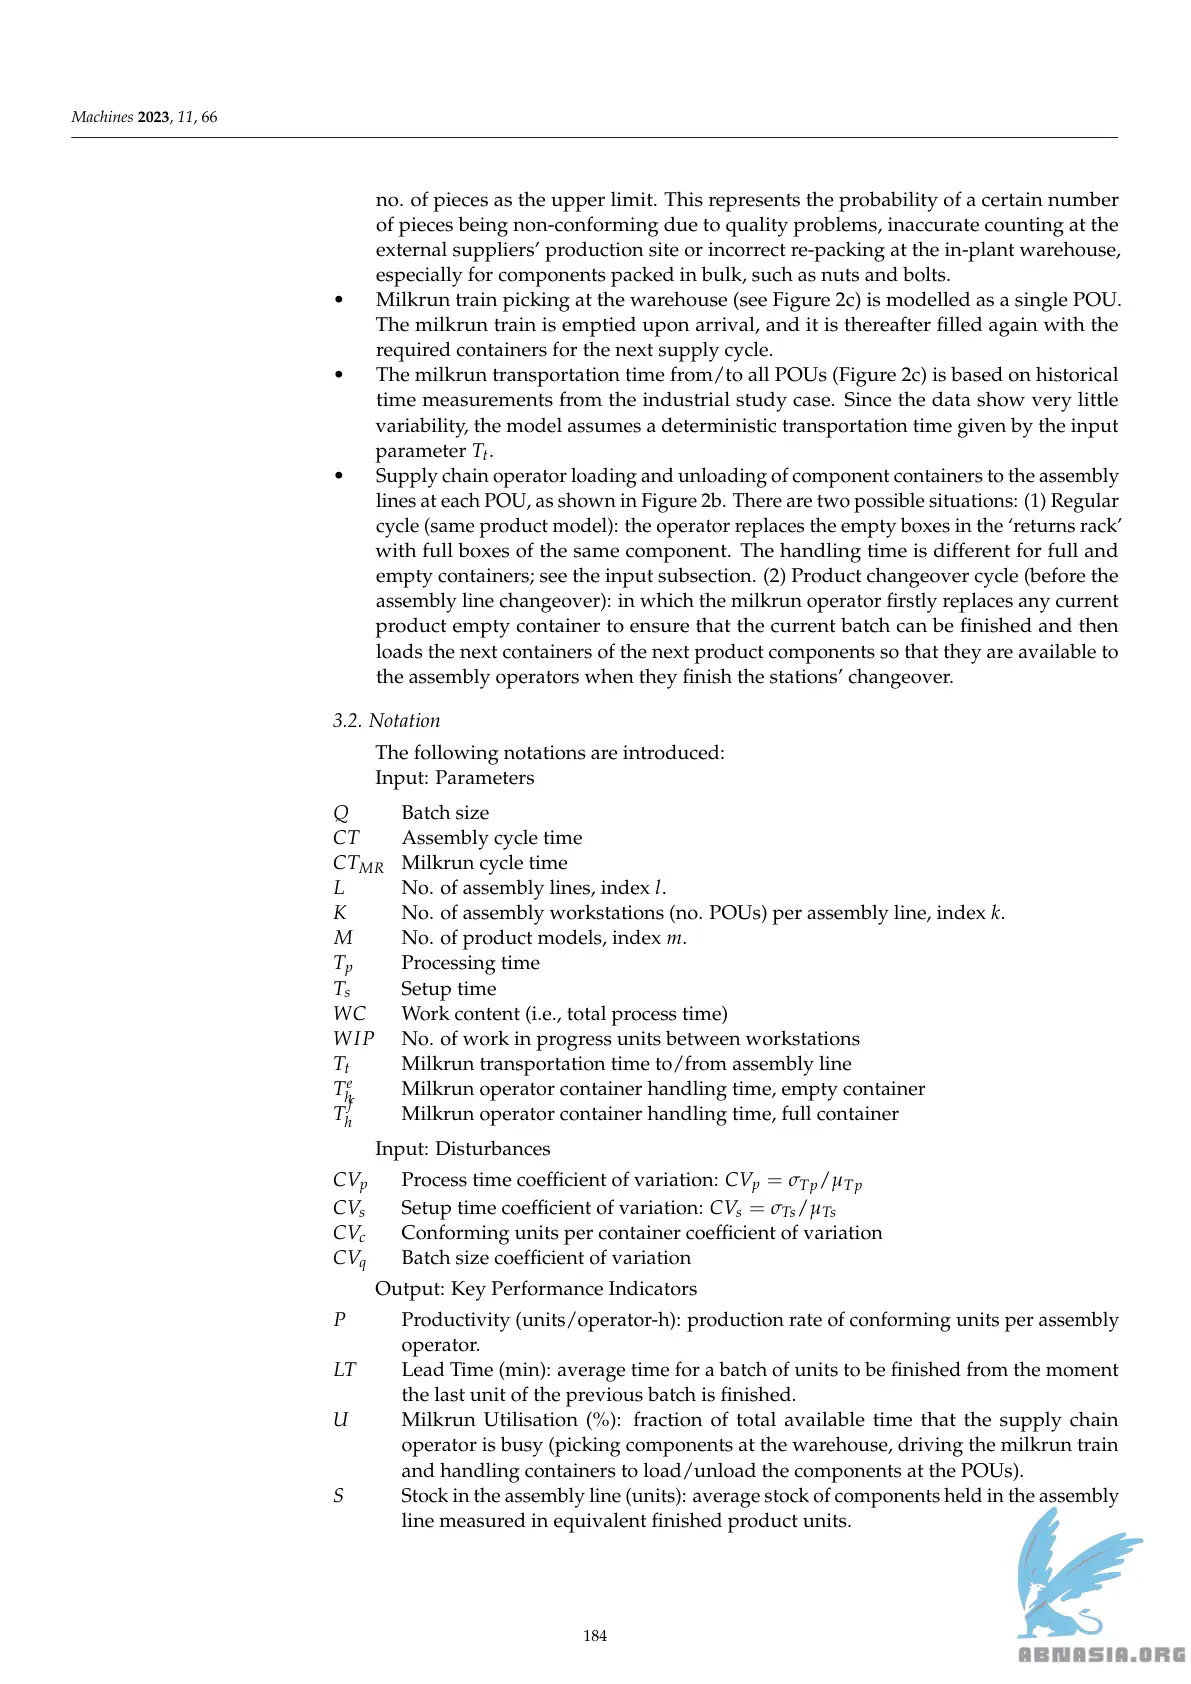 Machines 2023, 11, 66
no. of pieces as the upper limit. This represents the probability of a certain number
of pieces being non-conforming due to quality problems, inaccurate counting at the
external suppliers’ production site or incorrect re-packing at the in-plant warehouse,
especially for components packed in bulk, such as nuts and bolts.
• Milkrun train picking at the warehouse (see Figure 2c) is modelled as a single POU.
The milkrun train is emptied upon arrival, and it is thereafter filled again with the
required containers for the next supply cycle.
• The milkrun transportation time from/to all POUs (Figure 2c) is based on historical
time measurements from the industrial study case. Since the data show very little
variability, the model assumes a deterministic transportation time given by the input
parameter Tt.
• Supply chain operator loading and unloading of component containers to the assembly
lines at each POU, as shown in Figure 2b. There are two possible situations: (1) Regular
cycle (same product model): the operator replaces the empty boxes in the ‘returns rack’
with full boxes of the same component. The handling time is different for full and
empty containers; see the input subsection. (2) Product changeover cycle (before the
assembly line changeover): in which the milkrun operator firstly replaces any current
product empty container to ensure that the current batch can be finished and then
loads the next containers of the next product components so that they are available to
the assembly operators when they finish the stations’ changeover.
3.2. Notation
The following notations are introduced:
Input: Parameters
Q Batch size
CT Assembly cycle time
CT_MR Milkrun cycle time
L No. of assembly lines, index l.
K No. of assembly workstations (no. POUs) per assembly line, index k.
M No. of product models, index m.
T_p Processing time
T_s Setup time
WC Work content (i.e., total process time)
WIP No. of work in progress units between workstations
T_t Milkrun transportation time to/from assembly line
T_h^e Milkrun operator container handling time, empty container
T_h^f Milkrun operator container handling time, full container
Input: Disturbances
CV_p Process time coefficient of variation: CV_p = σ_Tp/μ_Tp
CV_s Setup time coefficient of variation: CV_s = σ_Ts/μ_Ts
CV_c Conforming units per container coefficient of variation
CV_q Batch size coefficient of variation
Output: Key Performance Indicators
P Productivity (units/operator-h): production rate of conforming units per assembly
operator.
LT Lead Time (min): average time for a batch of units to be finished from the moment
the last unit of the previous batch is finished.
U Milkrun Utilisation (%): fraction of total available time that the supply chain
operator is busy (picking components at the warehouse, driving the milkrun train
and handling containers to load/unload the components at the POUs).
S Stock in the assembly line (units): average stock of components held in the assembly
line measured in equivalent finished product units.
184
ABNASIA.ORG